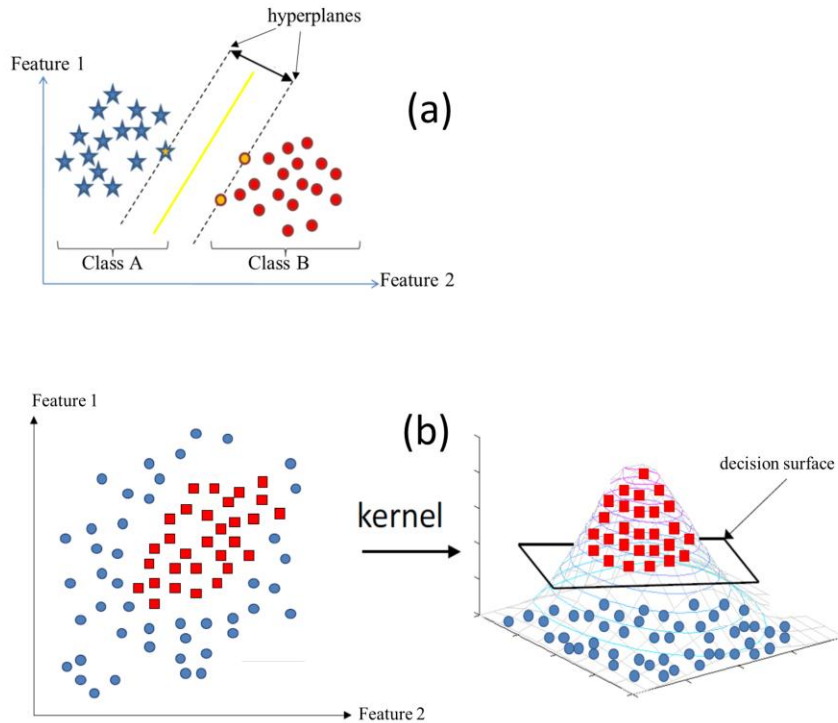 hyperplanes
Feature 1
(a)
Class A
Class B
Feature 2
Feature 1
(b)
decision surface
kernel
Feature 2